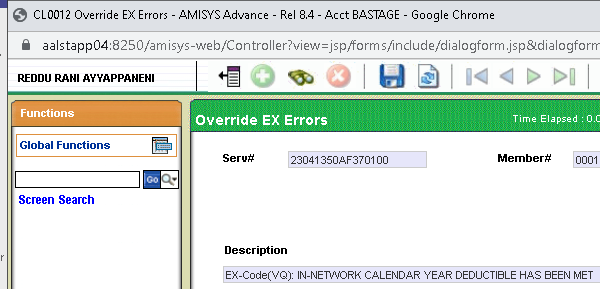 CL0012 Override EX Errors - AMISYS Advance - Rel 8.4 - Acct BASTAGE - Google Chrome
aalstapp04:8250/amisys-web/Controller?view=jsp/forms/include/dialogform.jsp&dialogform
REDDU RANI AYYAPPANENI
Functions
Override EX Errors
Time Elapsed : 0.0
Global Functions
Serv#
23041350AF370100
Member#
0001
Go
Screen Search
Description
EX-Code(VQ): IN-NETWORK CALENDAR YEAR DEDUCTIBLE HAS BEEN MET